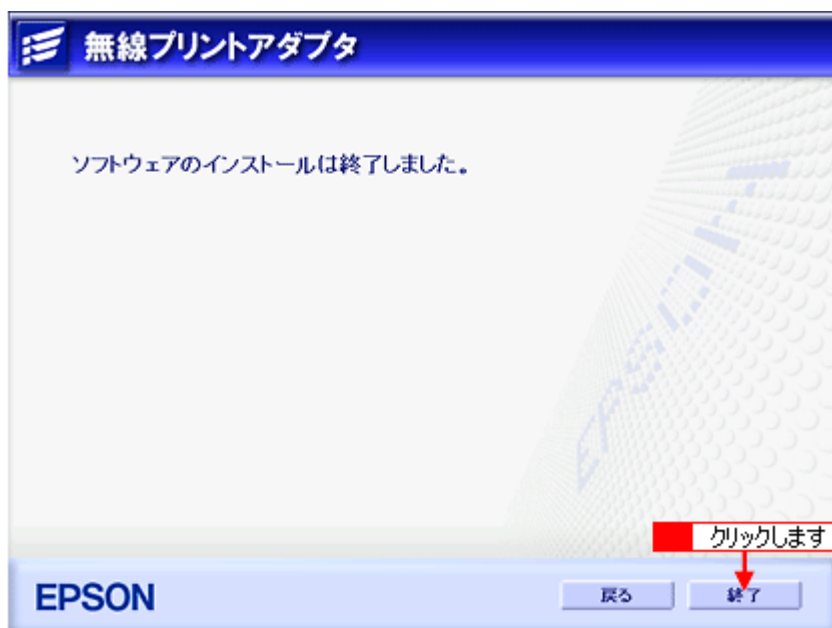 無線プリントアダプタ
ソフトウェアのインストールは終了しました。
EPSON
クリックします
EPSON
戻る
終了